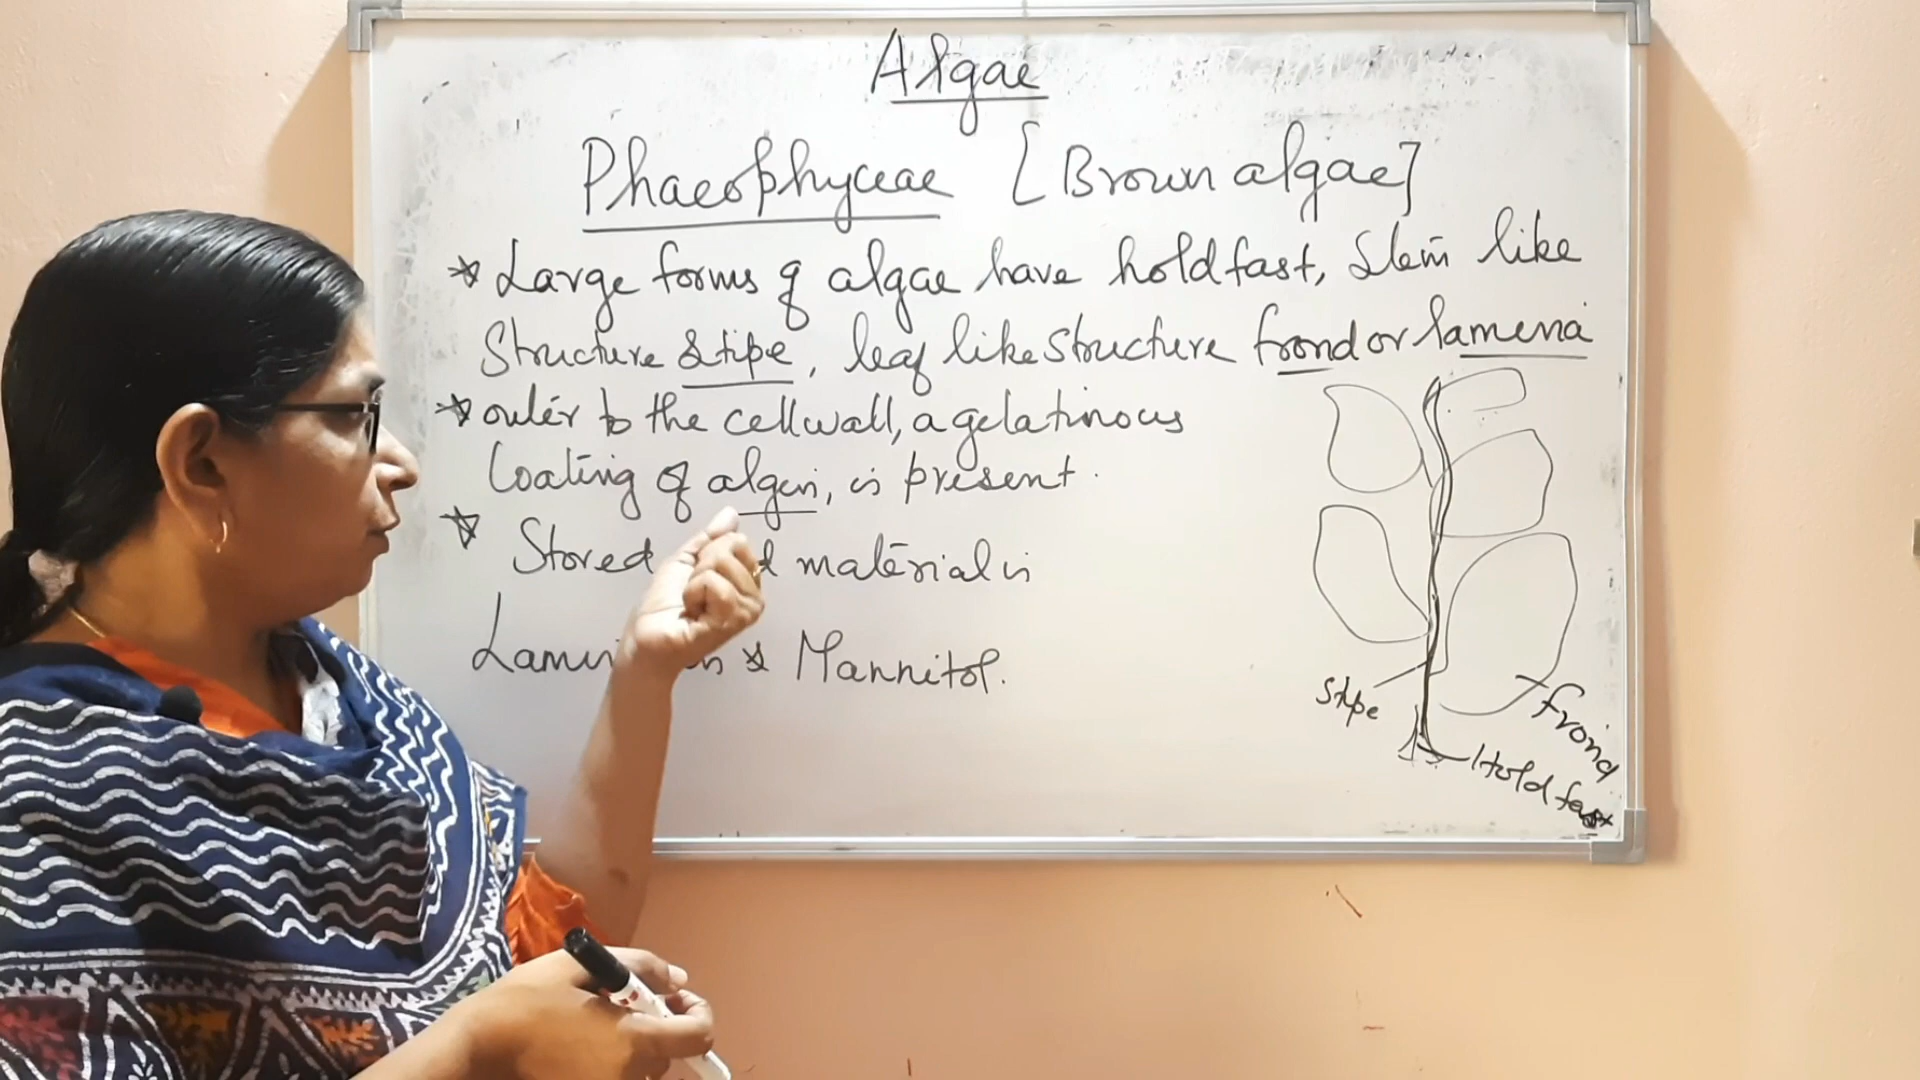 Algae
Phaeophyceae [Brown algae]
* Large forms of algae have holdfast, Stem like
Structure Stipe, leaf like structure frond or lamena
* outer to the cellwall, a gelatinous
Coating of algin, is present.
* Stored material is
& Mannitol.
Stipe
frond
Hold fast